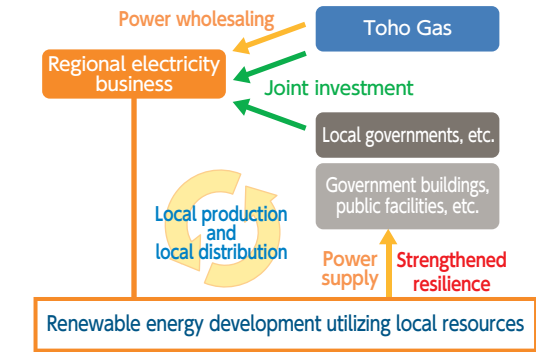 Power wholesaling
Toho Gas
Regional electricity
business
Joint investment
Local governments, etc.
Government buildings,
public facilities, etc.
Local production
and
local distribution
Power
supply
Strengthened
resilience
Renewable energy development utilizing local resources